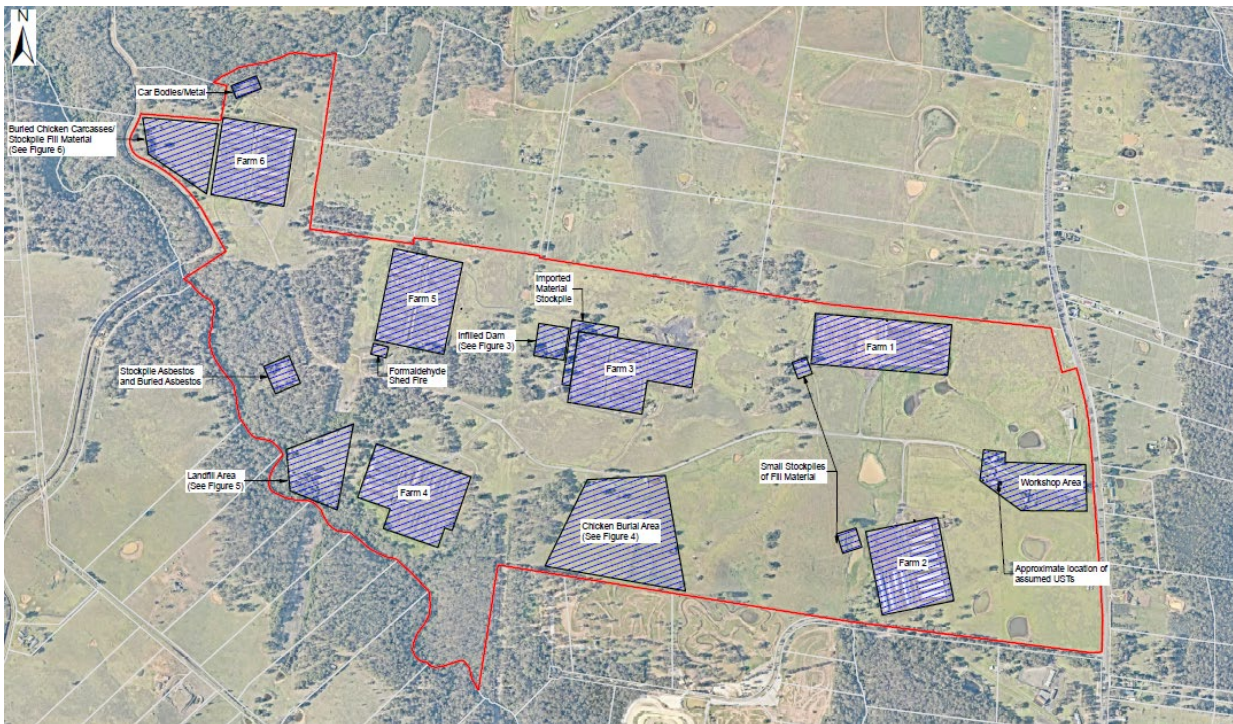 N
Car Bodies/Metal
Buried Chicken Carcasses/
Stockpile Fill Material
(See Figure 6)
Farm 6
Imported
Material
Stockpile
Farm 5
Infilled Dam
(See Figure 3)
Farm 1
Farm 3
Formaldehyde
Shed Fire
Stockpile Asbestos
and Buried Asbestos
Landfill Area
(See Figure 5)
Farm 4
Small Stockpiles
of Fill Material
Workshop Area
Chicken Burial Area
(See Figure 4)
Farm 2
Approximate location of
assumed USTs